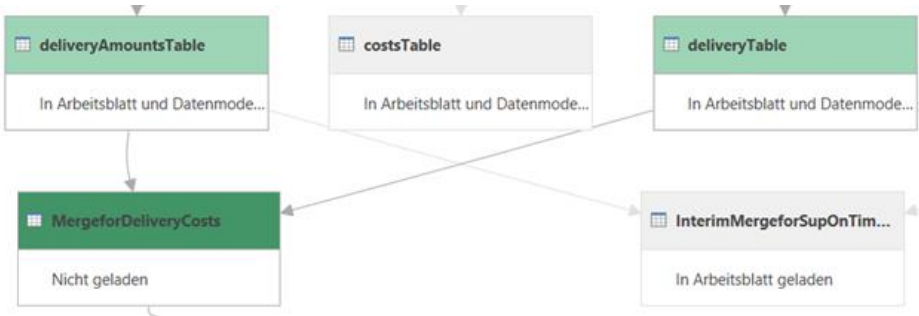 deliveryAmountsTable
costsTable
deliveryTable
In Arbeitsblatt und Datenmode...
In Arbeitsblatt und Datenmode...
In Arbeitsblatt und Datenmode...
MergeforDeliveryCosts
InterimMergeforSupOnTim...
Nicht geladen
In Arbeitsblatt geladen